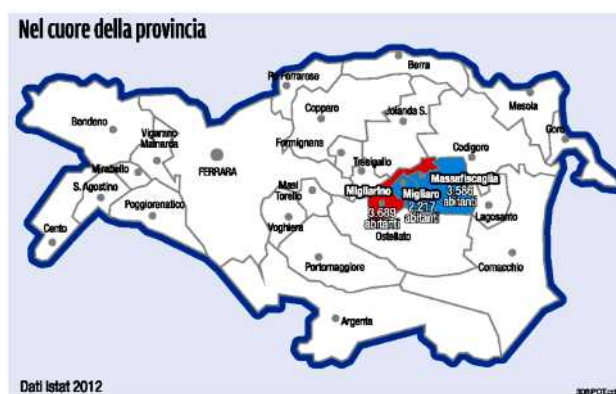 Nel cuore della provincia
Berra
Ro Ferrarese
Mesola
Copparo
Jolanda S.
Bondeno
Goro
Vigarano
Mainarda
Formignana
Codigoro
FERRARA
Tresigallo
Mirabello
Massafiscaglia
3.586
abitanti
S. Agostino
Masi
Torello
Migliarino
3.689
abitanti
Migliaro
2.217
abitanti
Poggiorenatico
Lagosanto
Voghiera
Cento
Ostellato
Portomaggiore
Comacchio
Argenta
Dati Istat 2012